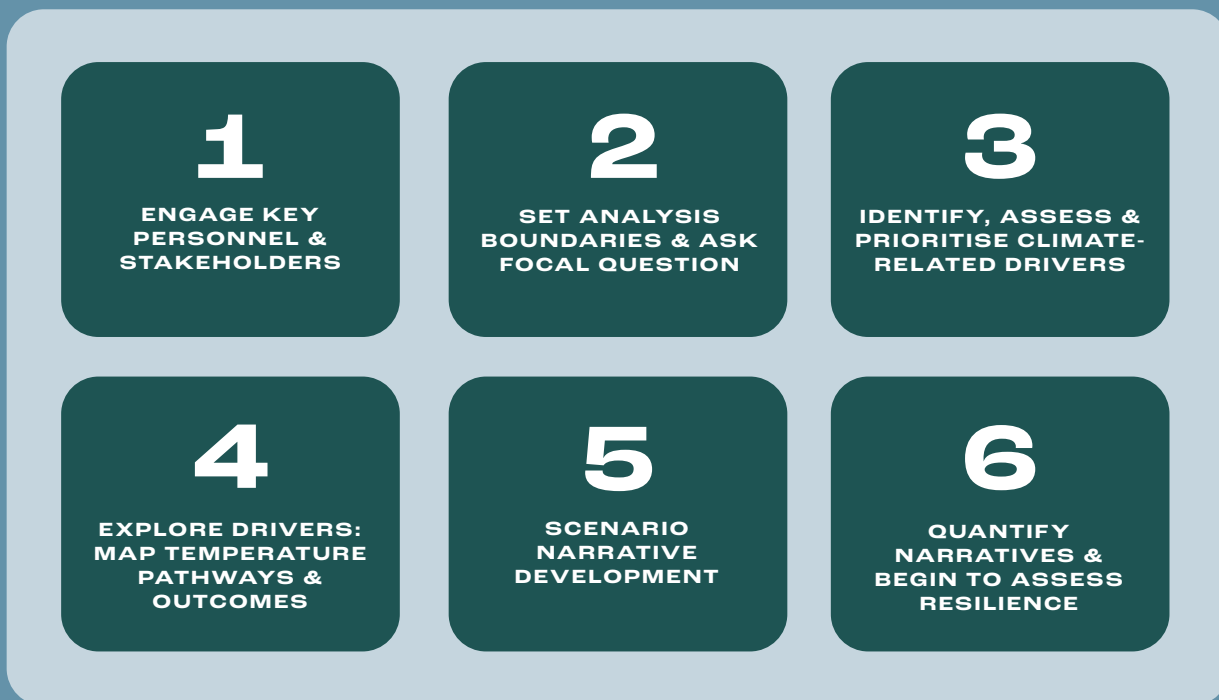 1
ENGAGE KEY
PERSONNEL &
STAKEHOLDERS
2
SET ANALYSIS
BOUNDARIES & ASK
FOCAL QUESTION
3
IDENTIFY, ASSESS &
PRIORITISE CLIMATE-
RELATED DRIVERS
4
EXPLORE DRIVERS:
MAP TEMPERATURE
PATHWAYS &
OUTCOMES
5
SCENARIO
NARRATIVE
DEVELOPMENT
6
QUANTIFY
NARRATIVES &
BEGIN TO ASSESS
RESILIENCE